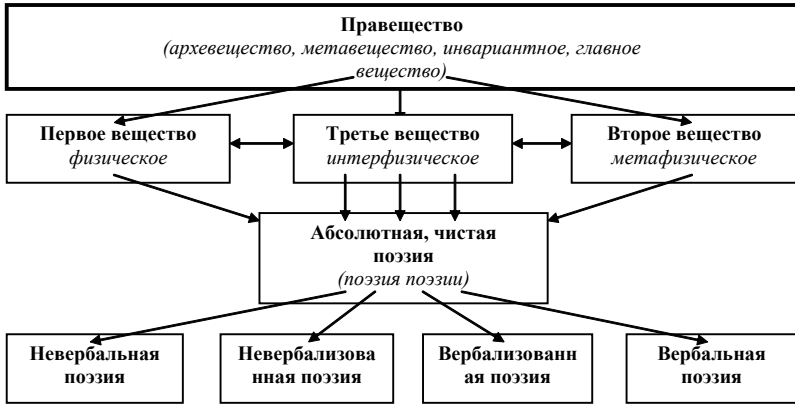 Правещество
(архевещество, метавещество, инвариантное, главное
вещество)
Первое вещество
физическое
Третье вещество
интерфизическое
Второе вещество
метафизическое
Абсолютная, чистая
поэзия
(поэзия поэзии)
Невербальная
поэзия
Невербализова
нная поэзия
Вербализованн
ая поэзия
Вербальная
поэзия